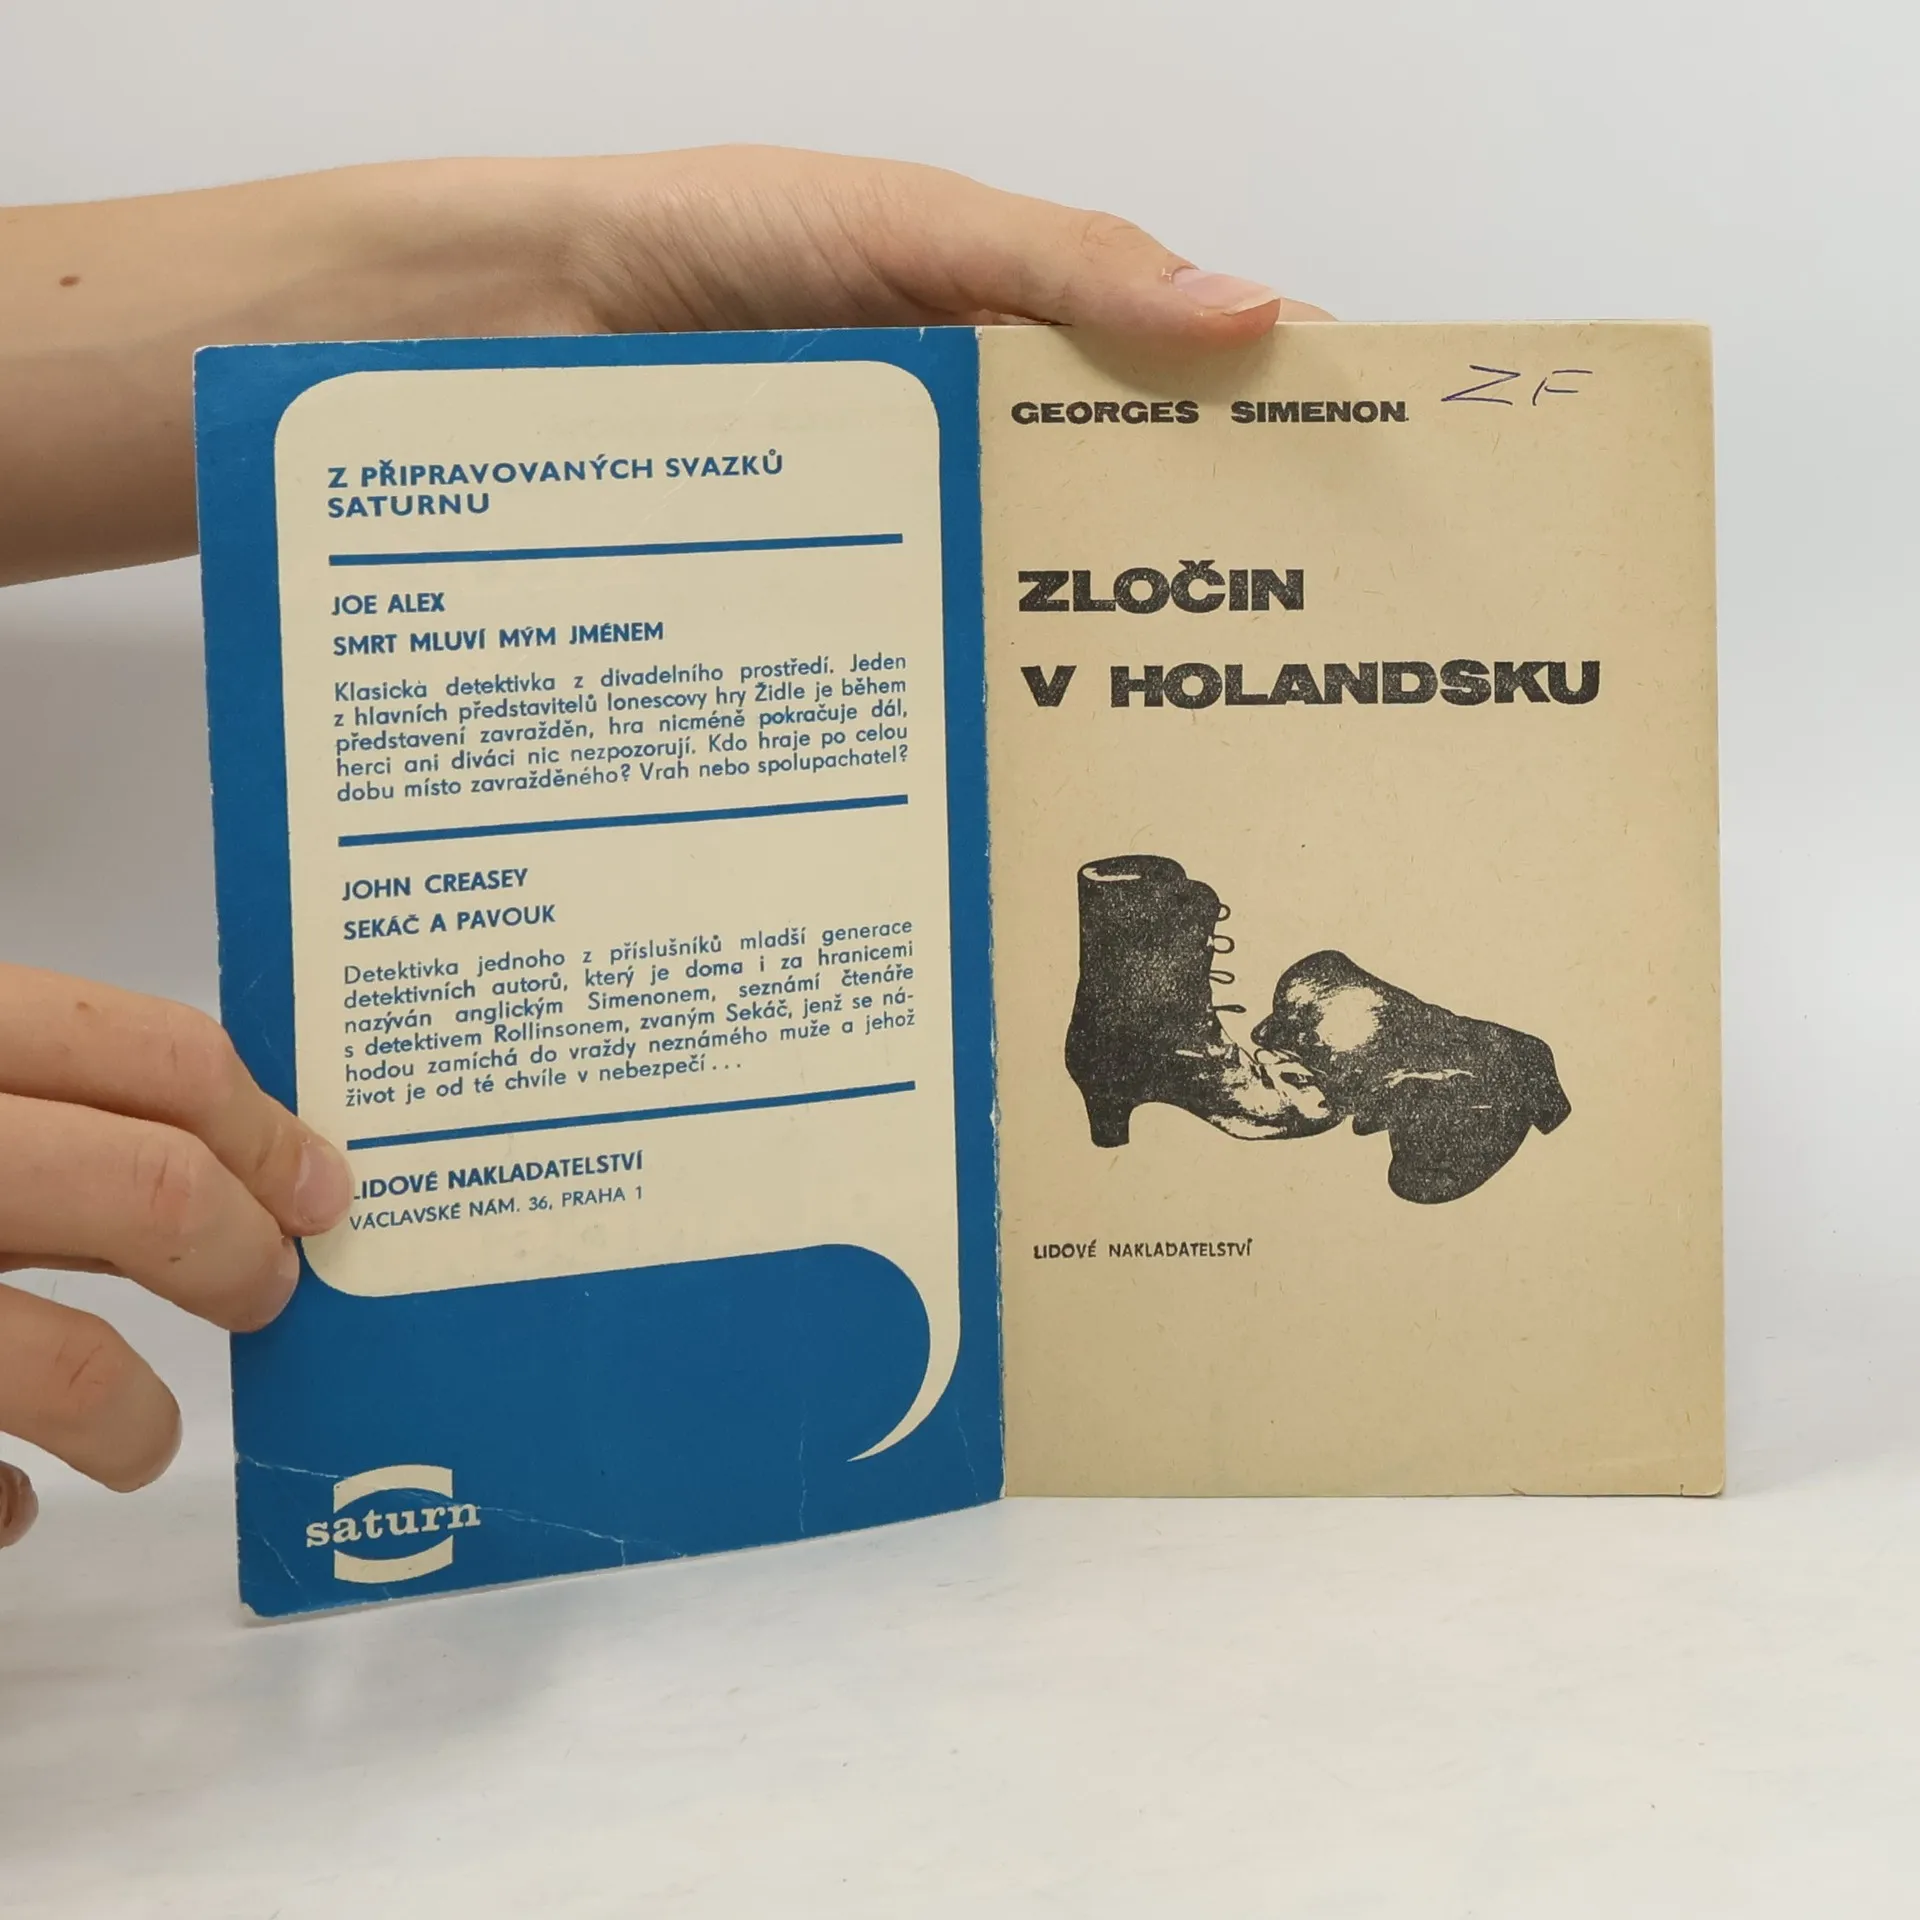 Z PŘIPRAVOVANÝCH SVAZKŮ
SATURNU
JOE ALEX
SMRT MLUVÍ MÝM JMÉNEM
Klasická detektivka z divadelního prostředí. Jeden
z hlavních představitelů Ionescovy hry Židle je během
představení zavražděn, hra nicméně pokračuje dál,
herci ani diváci nic nezpozorují. Kdo hraje po celou
dobu místo zavražděného? Vrah nebo spolupachatel?
JOHN CREASEY
SEKÁČ A PAVOUK
Detektivka jednoho z příslušníků mladší generace
detektivních autorů, který je doma i za hranicemi
nazýván anglickým Simenonem, seznámí čtenáře
s detektivem Rollinsonem, zvaným Sekáč, jenž se ná-
hodou zamíchá do vraždy neznámého muže a jehož
život je od té chvíle v nebezpečí...
LIDOVÉ NAKLADATELSTVÍ
VÁCLAVSKÉ NÁM. 36, PRAHA 1
saturn
GEORGES SIMENON
ZF
ZLOČIN
V HOLANDSKU
LIDOVÉ NAKLADATELSTVÍ